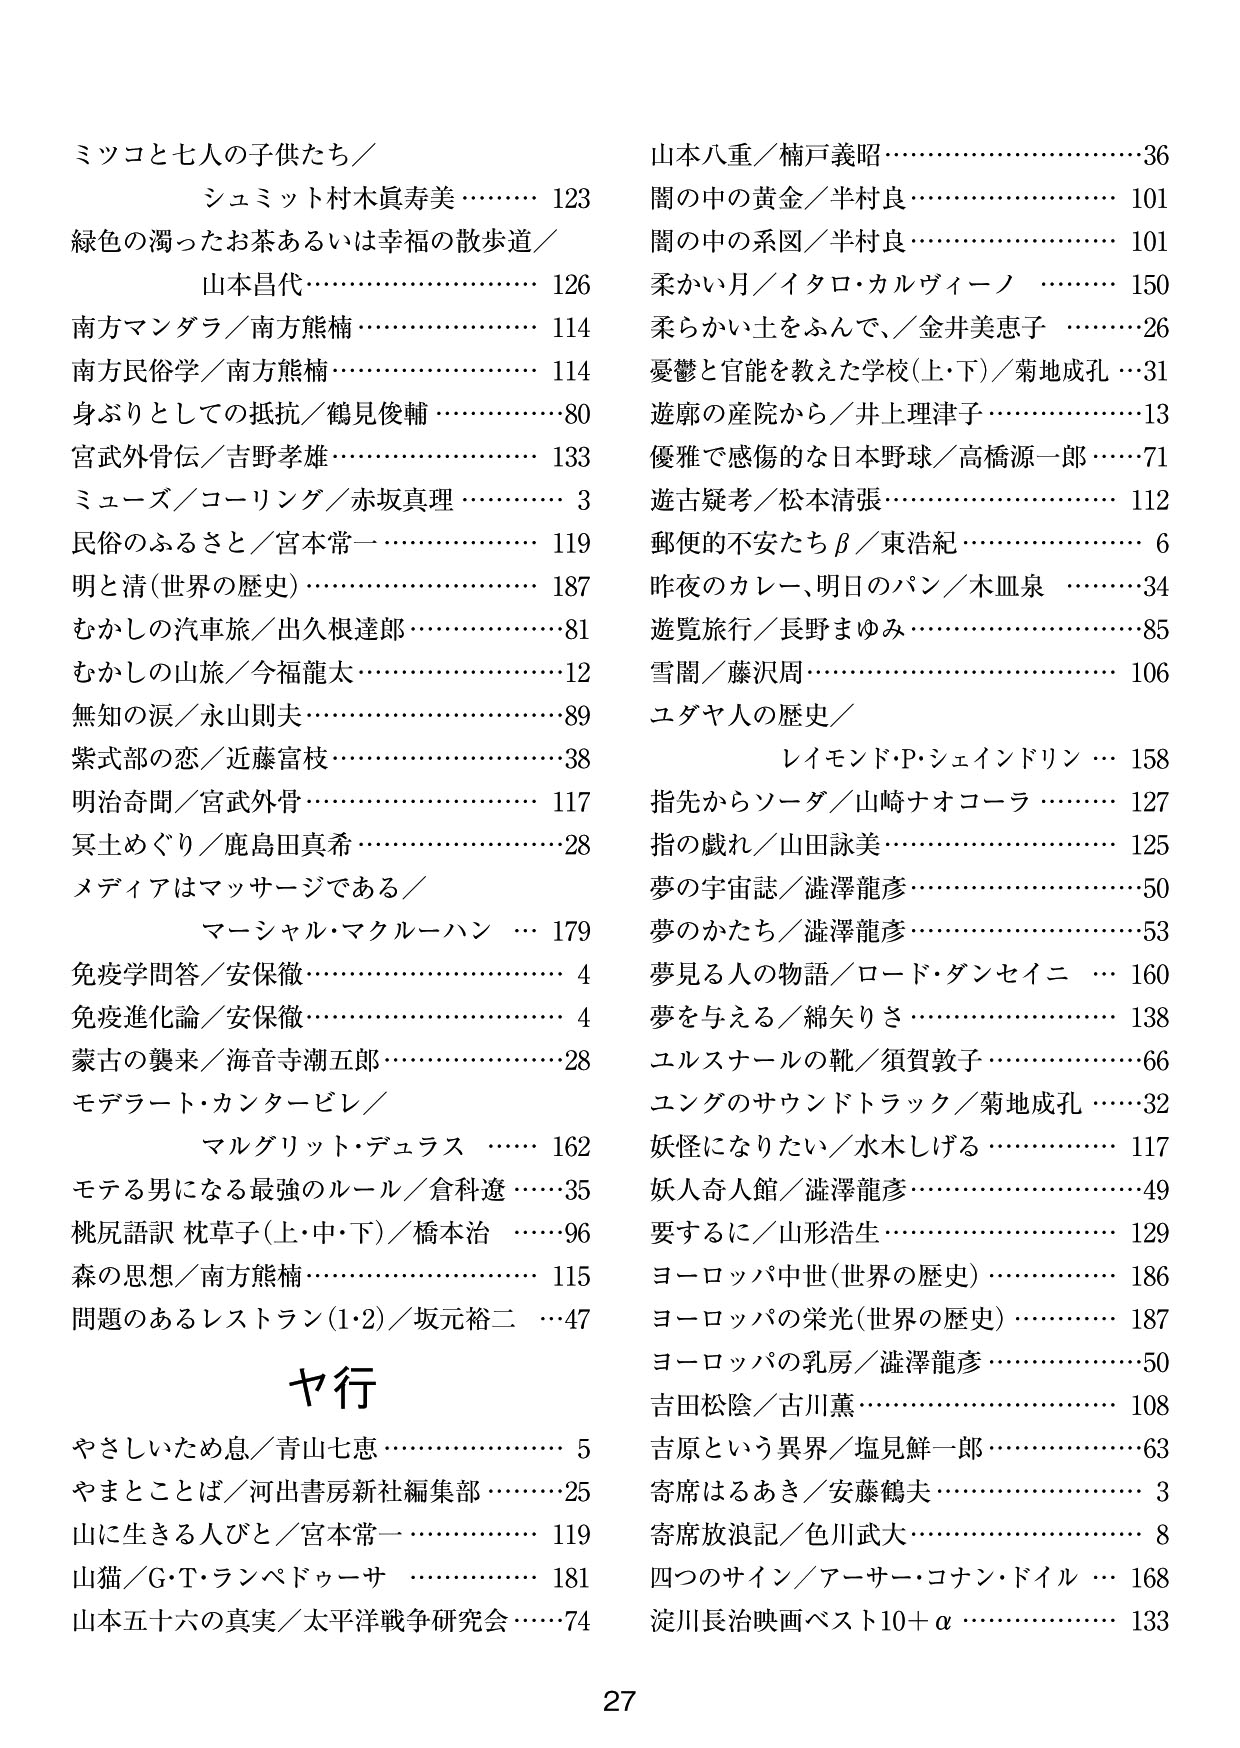 ミツコと七人の子供たち／
シュミット村木眞寿美……… 123
緑色の濁ったお茶あるいは幸福の散歩道／
山本昌代……………………… 126
南方マンダラ／南方熊楠………………… 114
南方民俗学／南方熊楠…………………… 114
身ぶりとしての抵抗／鶴見俊輔……………80
宮武外骨伝／吉野孝雄…………………… 133
ミューズ／コーリング／赤坂真理………… 3
民俗のふるさと／宮本常一……………… 119
明と清（世界の歴史）……………………… 187
むかしの汽車旅／出久根達郎………………81
むかしの山旅／今福龍太……………………12
無知の涙／永山則夫…………………………89
紫式部の恋／近藤富枝………………………38
明治奇聞／宮武外骨……………………… 117
冥土めぐり／鹿島田真希……………………28
メディアはマッサージである／
マーシャル・マクルーハン … 179
免疫学問答／安保徹………………………… 4
免疫進化論／安保徹………………………… 4
蒙古の襲来／海音寺潮五郎…………………28
モデラート・カンタービレ／
マルグリット・デュラス …… 162
モテる男になる最強のルール／倉科遼……35
桃尻語訳 枕草子（上・中・下）／橋本治 ……96
森の思想／南方熊楠……………………… 115
問題のあるレストラン（1・2）／坂元裕二 …47
ヤ行
やさしいため息／青山七恵………………… 5
やまとことば／河出書房新社編集部………25
山に生きる人びと／宮本常一…………… 119
山猫／G・T・ランペドゥーサ …………… 181
山本五十六の真実／太平洋戦争研究会……74
山本八重／楠戸義昭…………………………36
闇の中の黄金／半村良…………………… 101
闇の中の系図／半村良…………………… 101
柔かい月／イタロ・カルヴィーノ ……… 150
柔らかい土をふんで、／金井美恵子 ………26
憂鬱と官能を教えた学校（上・下）／菊地成孔…31
遊廓の産院から／井上理津子………………13
優雅で感傷的な日本野球／高橋源一郎……71
遊古疑考／松本清張……………………… 112
郵便的不安たちβ／東浩紀………………… 6
昨夜のカレー、明日のパン／木皿泉 ………34
遊覧旅行／長野まゆみ………………………85
雪闇／藤沢周……………………………… 106
ユダヤ人の歴史／
レイモンド・P・シェインドリン … 158
指先からソーダ／山崎ナオコーラ……… 127
指の戯れ／山田詠美……………………… 125
夢の宇宙誌／澁澤龍彦………………………50
夢のかたち／澁澤龍彦………………………53
夢見る人の物語／ロード・ダンセイニ … 160
夢を与える／綿矢りさ…………………… 138
ユルスナールの靴／須賀敦子………………66
ユングのサウンドトラック／菊地成孔……32
妖怪になりたい／水木しげる…………… 117
妖人奇人館／澁澤龍彦………………………49
要するに／山形浩生……………………… 129
ヨーロッパ中世（世界の歴史）…………… 186
ヨーロッパの栄光（世界の歴史）………… 187
ヨーロッパの乳房／澁澤龍彦………………50
吉田松陰／古川薫………………………… 108
吉原という異界／塩見鮮一郎………………63
寄席はるあき／安藤鶴夫…………………… 3
寄席放浪記／色川武大……………………… 8
四つのサイン／アーサー・コナン・ドイル … 168
淀川長治映画ベスト10＋α……………… 133
27